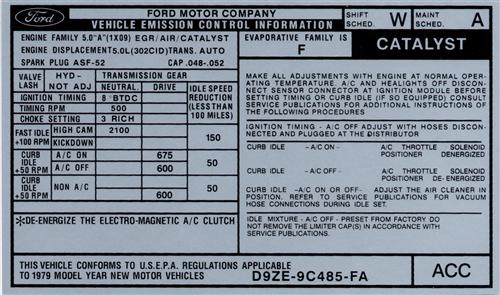 Ford
FORD MOTOR COMPANY
VEHICLE EMISSION CONTROL INFORMATION
SHIFT SCHED. W
MAINT SCHED. A
ENGINE FAMILY 5.0"A"(1X09) EGR/AIR/CATALYST
ENGINE DISPLACEMENT 5.0L(302CID) TRANS. AUTO
SPARK PLUG ASF-52 CAP .048-.052
EVAPORATIVE FAMILY IS
F
CATALYST
VALVE LASH
HYD-NOT ADJ
TRANSMISSION GEAR
NEUTRAL.
DRIVE
IDLE SPEED REDUCTION (LESS THAN 100 MILES)
IGNITION TIMING 8°BTDC
TIMING RPM 500
CHOKE SETTING 3 RICH
FAST IDLE +100 RPM
HIGH CAM 2100
KICKDOWN
150
CURB IDLE +50 RPM
A/C ON 675
A/C OFF 600
50
CURB IDLE +50 RPM
NON A/C
600
50
*DE-ENERGIZE THE ELECTRO-MAGNETIC A/C CLUTCH
MAKE ALL ADJUSTMENTS WITH ENGINE AT NORMAL OPER-
ATING TEMPERATURE. A/C AND HEALIGHTS OFF DISCON-
NECT SENSOR CONNECTOR AT IGNITION MODULE BEFORE
SETTING TIMING OR CURB IDLE (IF SO EQUIPPED) CONSULT
SERVICE PUBLICATIONS FOR ADDITIONAL INSTRUCTIONS OF
THE FOLLOWING PROCEDURES
IGNITION TIMING - A/C OFF ADJUST WITH HOSES DISCON-
NECTED AND PLUGGED AT THE DISTRIBUTOR
CURB IDLE -A/C ON- A/C THROTTLE SOLENOID
POSITIONER ENERGIZED
CURB IDLE -A/C OFF- A/C THROTTLE SOLENOID
POSITIONER DE-ENERGIZED
CURB IDLE -A/C ON OR OFF- ADJUST THE AIR CLEANER IN
POSITION. REFER TO SERVICE PUBLICATIONS FOR VACUUM
HOSE CONNECTIONS DURING IDLE SET.
IDLE MIXTURE - A/C OFF - PRESET FROM FACTORY DO
NOT REMOVE THE LIMITER CAP(S) IN ACCORDANCE WITH
SERVICE PUBLICATIONS.
THIS VEHICLE CONFORMS TO U.S.E.P.A. REGULATIONS APPLICABLE
TO 1979 MODEL YEAR NEW MOTOR VEHICLES
D9ZE-9C485-FA
ACC